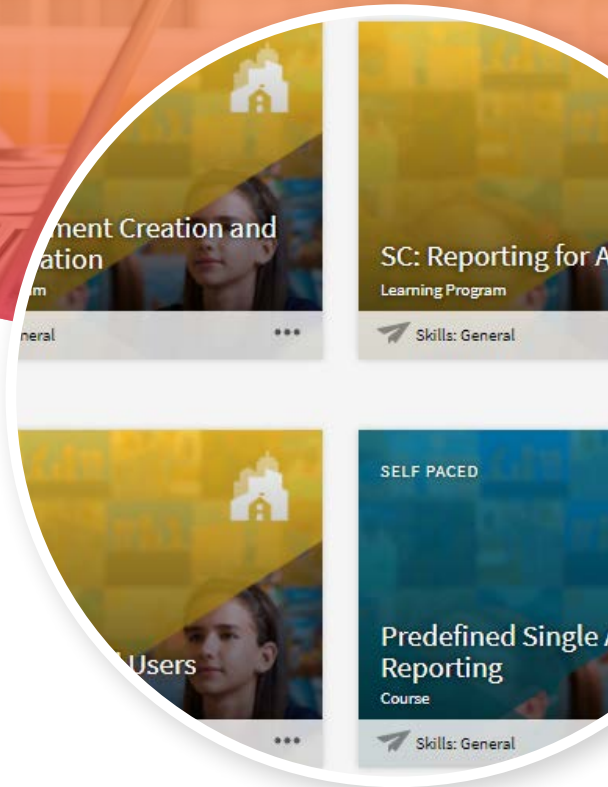 ment Creation and
ation
m
neral
SC: Reporting for A
Learning Program
Skills: General
Users
SELF PACED
Predefined Single A
Reporting
Course
Skills: General